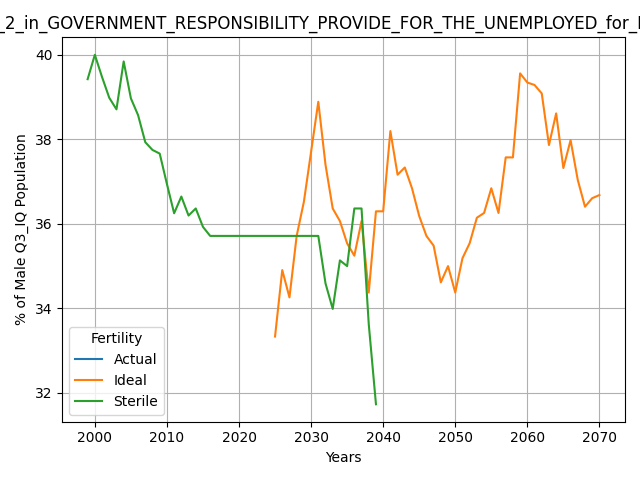 _2_in_GOVERNMENT_RESPONSIBILITY_PROVIDE_FOR_THE_UNEMPLOYED_for_
% of Male Q3_IQ Population
40
38
36
34
32
Fertility
Actual
Ideal
Sterile
2000 2010 2020 2030 2040 2050 2060 2070
Years